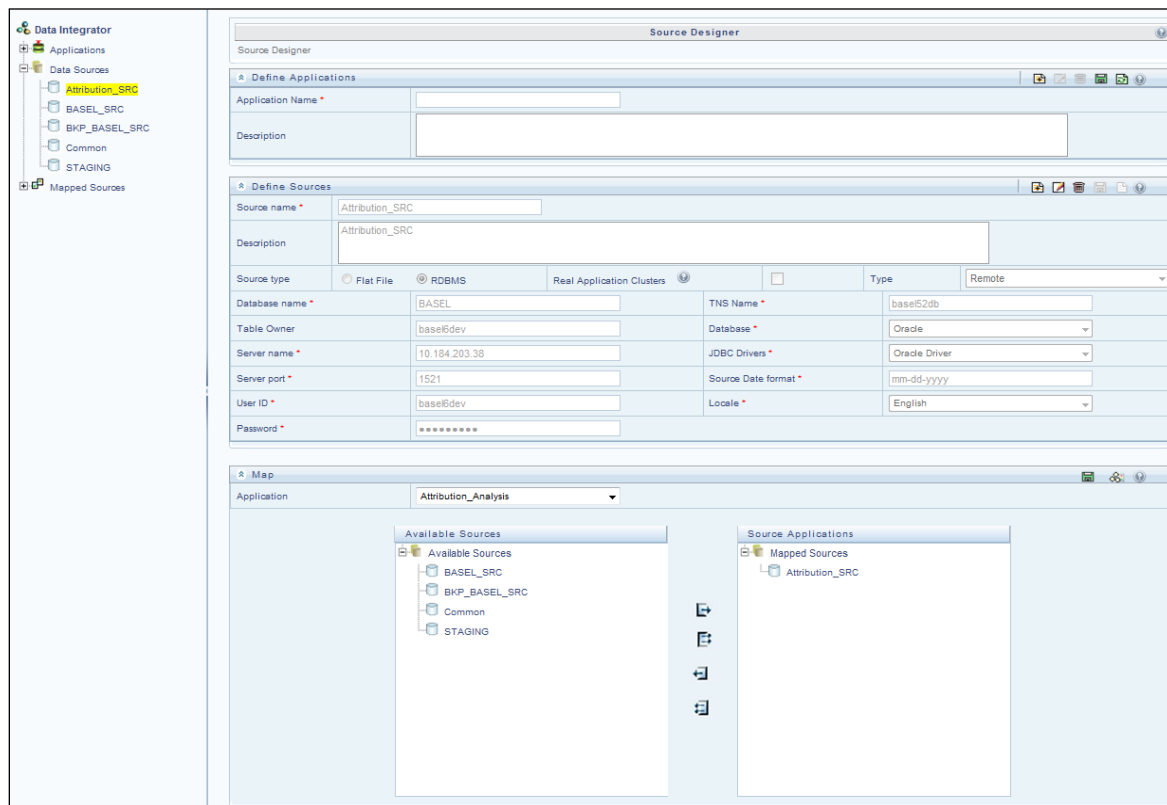 Data Integrator
Applications
Data Sources
Attribution_SRC
BASEL_SRC
BKP_BASEL_SRC
Common
STAGING
Mapped Sources
Source Designer
Source Designer
Define Applications
Application Name *
Description
Define Sources
Source name * Attribution_SRC
Description Attribution_SRC
Source type Flat File RDBMS Real Application Clusters Type Remote
Database name * BASEL TNS Name * basel52db
Table Owner basel6dev Database * Oracle
Server name * 10.184.203.38 JDBC Drivers * Oracle Driver
Server port * 1521 Source Date format * mm-dd-yyyy
User ID * basel6dev Locale * English
Password * •••••••••
Map
Application Attribution_Analysis
Available Sources
Available Sources
BASEL_SRC
BKP_BASEL_SRC
Common
STAGING
Source Applications
Mapped Sources
Attribution_SRC